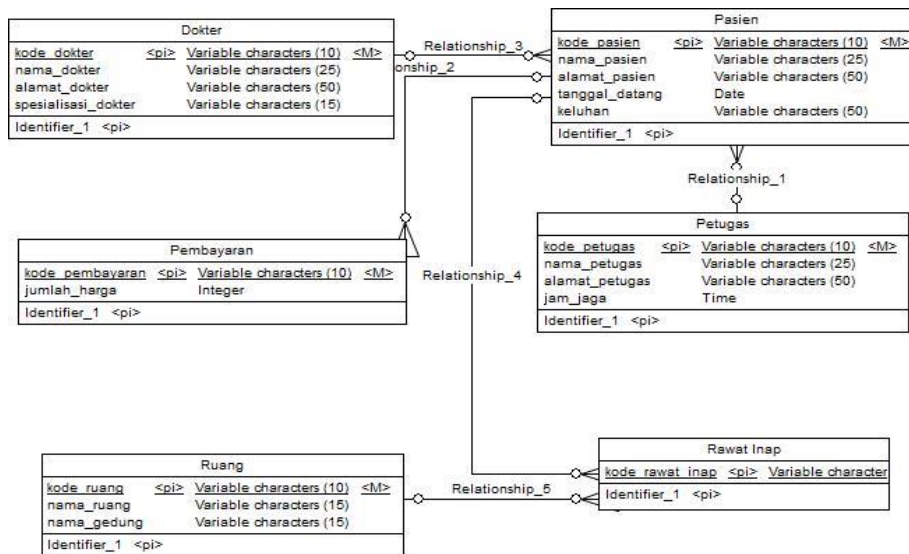 Dokter
kode_dokter <pi> Variable characters (10) <M>
nama_dokter Variable characters (25)
alamat_dokter Variable characters (50)
spesialisasi_dokter Variable characters (15)
Identifier_1 <pi>
Relationship_3
onship_2
Pasien
kode_pasien <pi> Variable characters (10) <M>
nama_pasien Variable characters (25)
alamat_pasien Variable characters (50)
tanggal_datang Date
keluhan Variable characters (50)
Identifier_1 <pi>
Relationship_1
Pembayaran
kode_pembayaran <pi> Variable characters (10) <M>
jumlah_harga Integer
Identifier_1 <pi>
Relationship_4
Petugas
kode_petugas <pi> Variable characters (10) <M>
nama_petugas Variable characters (25)
alamat_petugas Variable characters (50)
jam_jaga Time
Identifier_1 <pi>
Ruang
kode_ruang <pi> Variable characters (10) <M>
nama_ruang Variable characters (15)
nama_gedung Variable characters (15)
Identifier_1 <pi>
Relationship_5
Rawat Inap
kode_rawat_inap <pi> Variable character
Identifier_1 <pi>